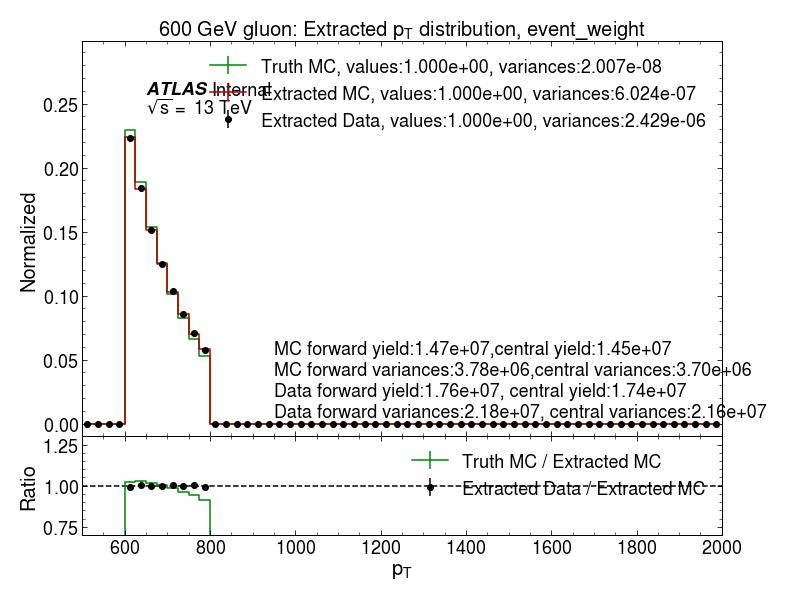 600 GeV gluon: Extracted pT distribution, event_weight
Truth MC, values:1.000e+00, variances:2.007e-08
ATLAS Internal
Extracted MC, values:1.000e+00, variances:6.024e-07
√s = 13 TeV
Extracted Data, values:1.000e+00, variances:2.429e-06
0.25
0.20
0.15
0.10
0.05
0.00
Normalized
MC forward yield:1.47e+07,central yield:1.45e+07
MC forward variances:3.78e+06,central variances:3.70e+06
Data forward yield:1.76e+07, central yield:1.74e+07
Data forward variances:2.18e+07, central variances:2.16e+07
1.25
1.00
0.75
Ratio
Truth MC / Extracted MC
Extracted Data / Extracted MC
600 800 1000 1200 1400 1600 1800 2000
pT